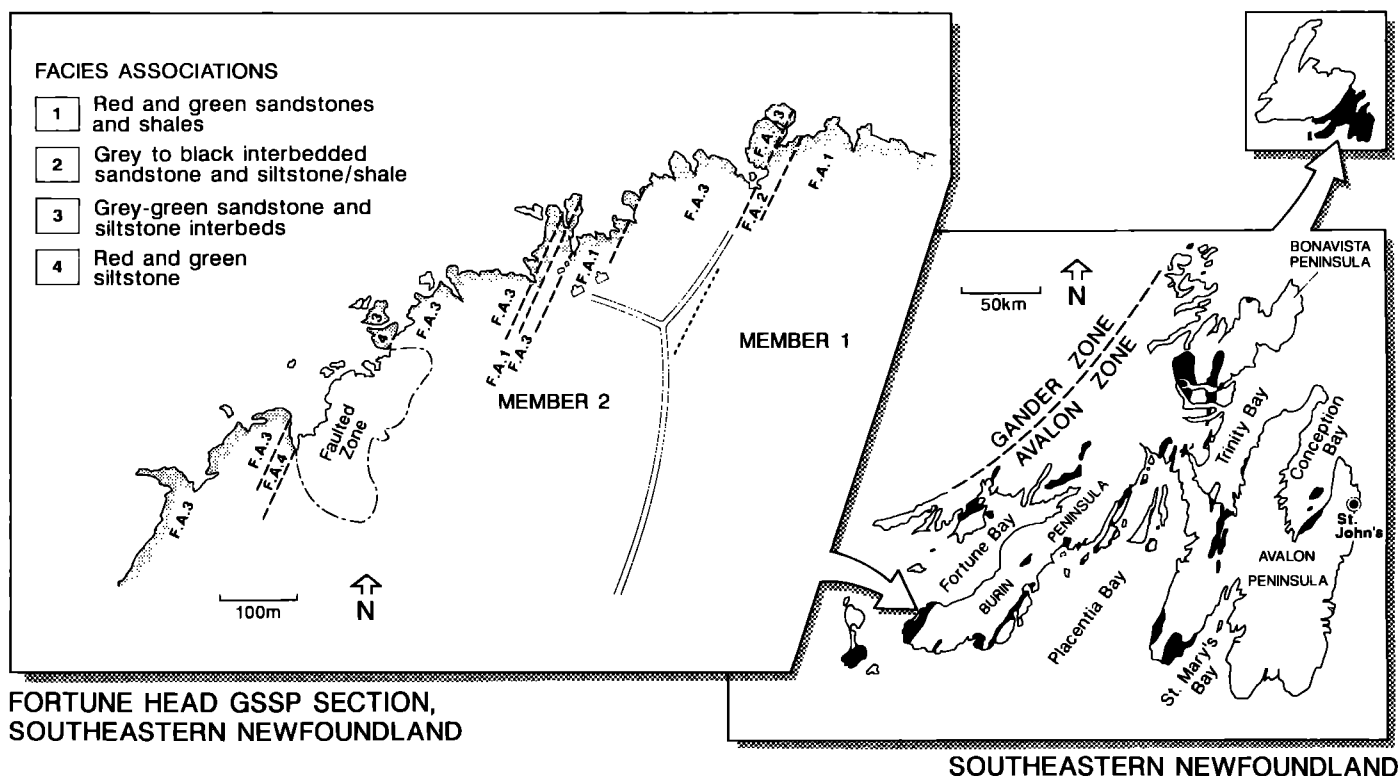 FACIES ASSOCIATIONS
1 Red and green sandstones
and shales
2 Grey to black interbedded
sandstone and siltstone/shale
3 Grey-green sandstone and
siltstone interbeds
4 Red and green
siltstone
3
F.A.
F.A.1
F.A.2
F.A.3
F.A.1
F.A.3
F.A.1
F.A.3
F.A.3
3
4
MEMBER 1
MEMBER 2
Faulted
Zone
F.A.3
F.A.4
F.A.3
100m
N
FORTUNE HEAD GSSP SECTION,
SOUTHEASTERN NEWFOUNDLAND
BONAVISTA
PENINSULA
50km
N
GANDER ZONE
AVALON ZONE
Trinity Bay
Conception
Bay
St.
John's
AVALON
PENINSULA
Fortune Bay
BURIN PENINSULA
Placentia Bay
St. Mary's
Bay
SOUTHEASTERN NEWFOUNDLAND